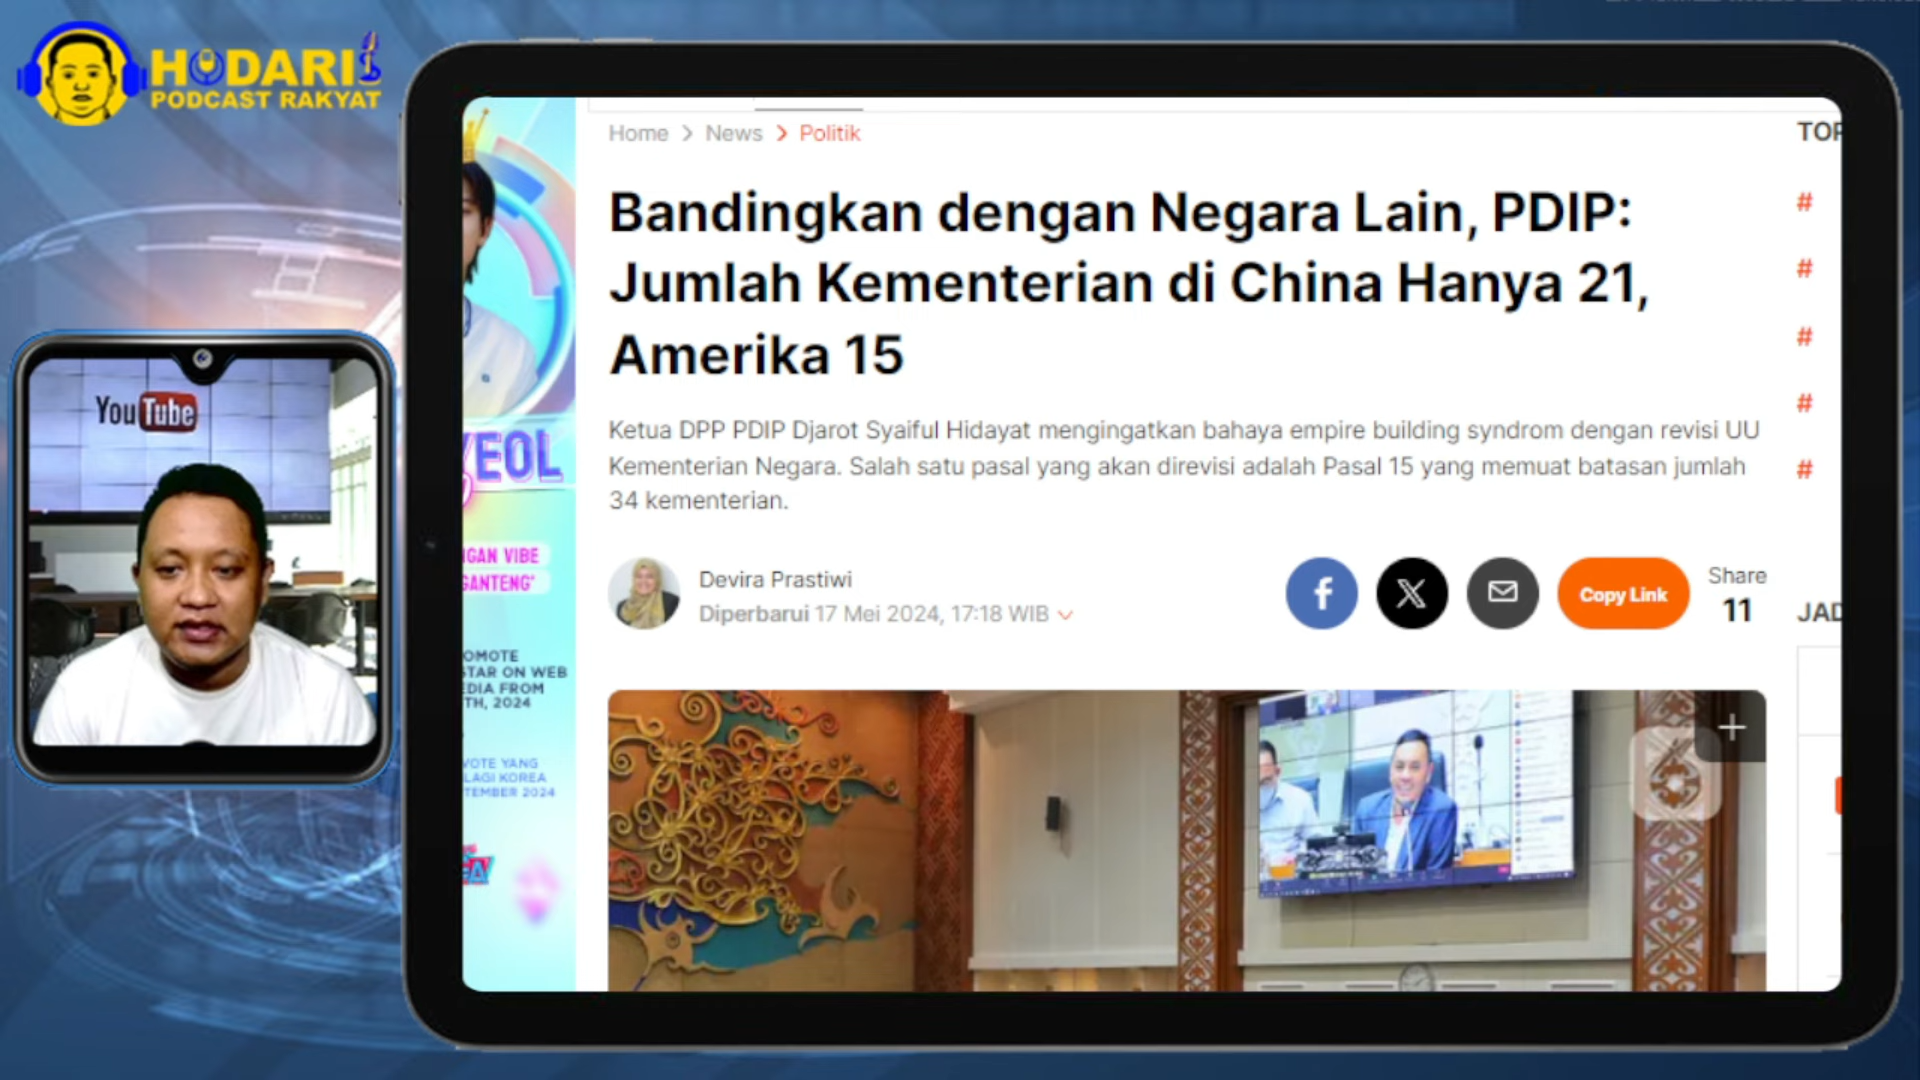 HODARI
PODCAST RAKYAT
YouTube
YEOL
NGAN VIBE
GANTENG'
OMOTE
STAR ON WEB
EDIA FROM
TH, 2024
VOTE YANG
LAGI KOREA
TEMBER 2024
Home > News > Politik
Bandingkan dengan Negara Lain, PDIP:
Jumlah Kementerian di China Hanya 21,
Amerika 15
Ketua DPP PDIP Djarot Syaiful Hidayat mengingatkan bahaya empire building syndrom dengan revisi UU
Kementerian Negara. Salah satu pasal yang akan direvisi adalah Pasal 15 yang memuat batasan jumlah
34 kementerian.
Devira Prastiwi
Diperbarui 17 Mei 2024, 17:18 WIB
Copy Link
Share
11
TOP
#
#
#
#
#
JAD